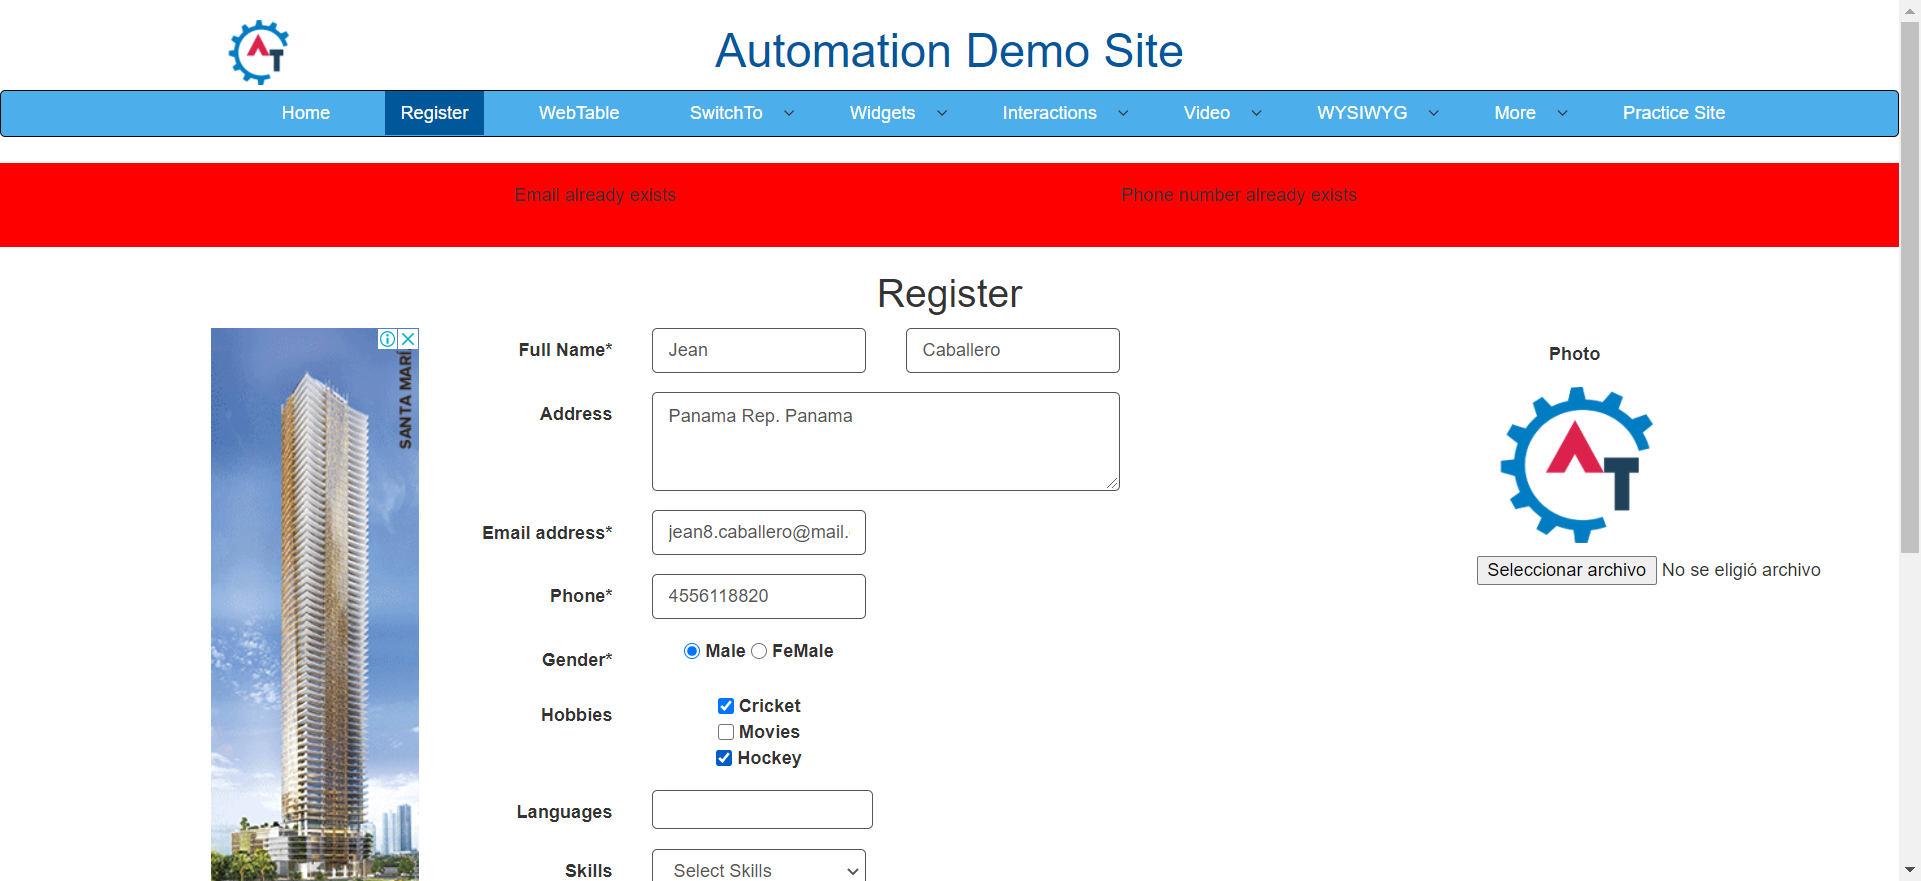 AT
Automation Demo Site
Home Register WebTable SwitchTo Widgets Interactions Video WYSIWYG More Practice Site
Email already exists Phone number already exists
Register
SANTA MARÍ
Full Name* Jean Caballero
Photo
Address Panama Rep. Panama
AT
Email address* jean8.caballero@mail.
Seleccionar archivo No se eligió archivo
Phone* 4556118820
Gender* Male FeMale
Hobbies Cricket
Movies
Hockey
Languages
Skills Select Skills